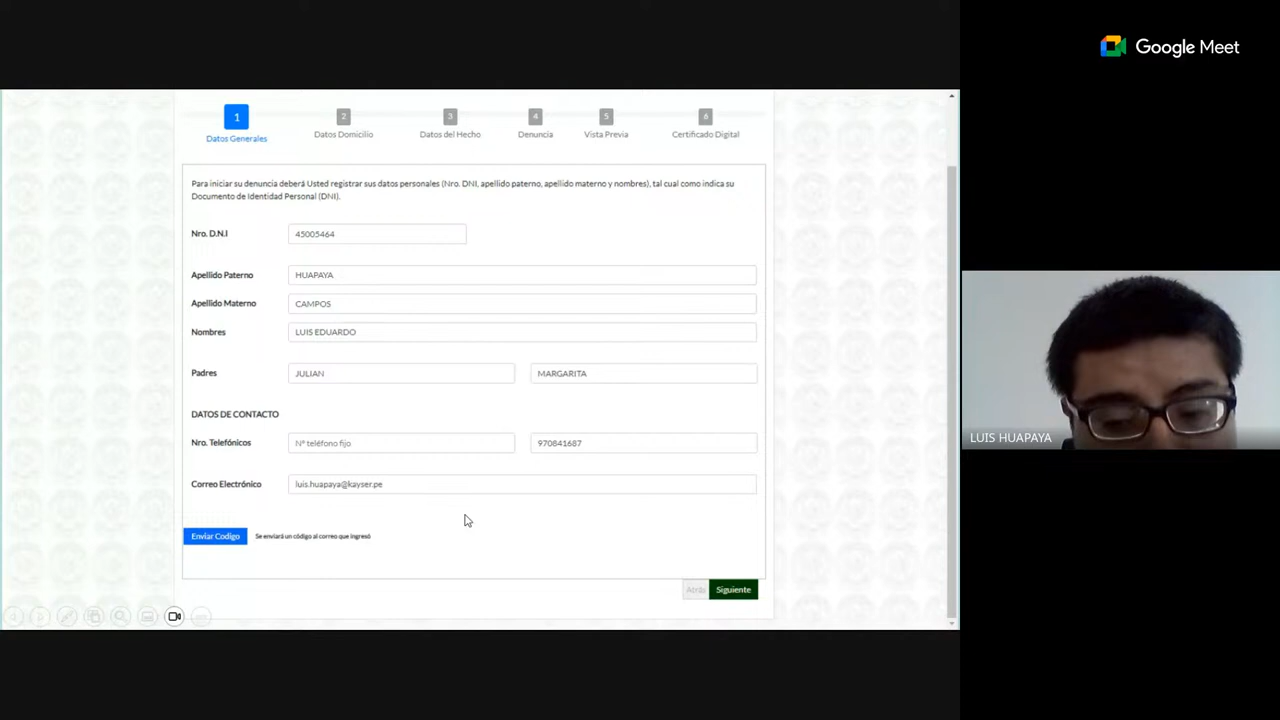 Google Meet
1
2
3
4
5
6
Datos Generales
Datos Domicilio
Datos del Hecho
Denuncia
Vista Previa
Certificado Digital
Para iniciar su denuncia deberá Usted registrar sus datos personales (Nro. DNI, apellido paterno, apellido materno y nombres), tal cual como indica su
Documento de Identidad Personal (DNI).
Nro. D.N.I 45005464
Apellido Paterno HUAPAYA
Apellido Materno CAMPOS
Nombres LUIS EDUARDO
Padres JULIAN MARGARITA
DATOS DE CONTACTO
Nro. Telefónicos N° teléfono fijo 970841687
Correo Electrónico luis.huapaya@kayser.pe
Enviar Codigo Se enviará un código al correo que ingresó
Atrás Siguiente
LUIS HUAPAYA